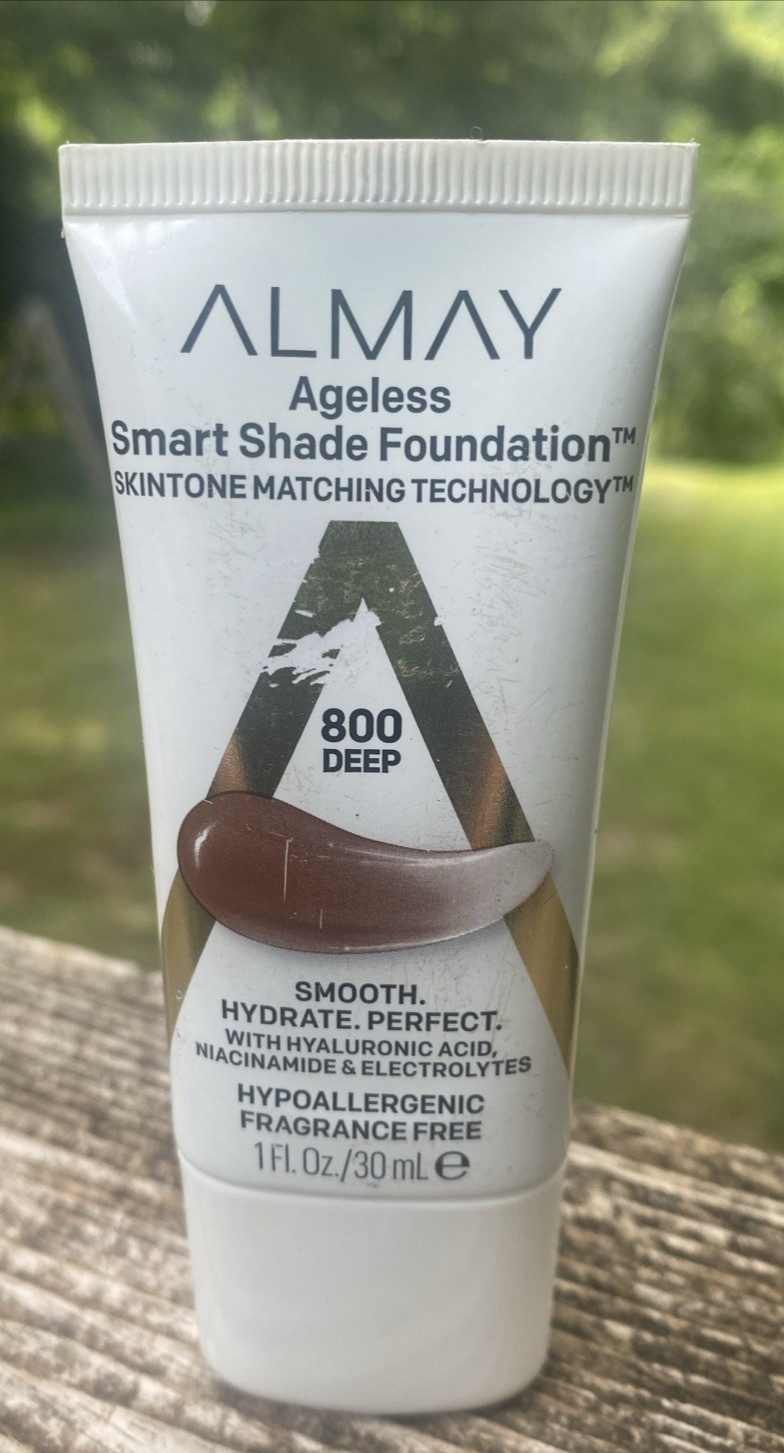 ALMAY
Ageless
Smart Shade Foundation™
SKINTONE MATCHING TECHNOLOGY™
800
DEEP
SMOOTH.
HYDRATE. PERFECT.
WITH HYALURONIC ACID,
NIACINAMIDE & ELECTROLYTES
HYPOALLERGENIC
FRAGRANCE FREE
1 Fl. Oz./30 mL ℮